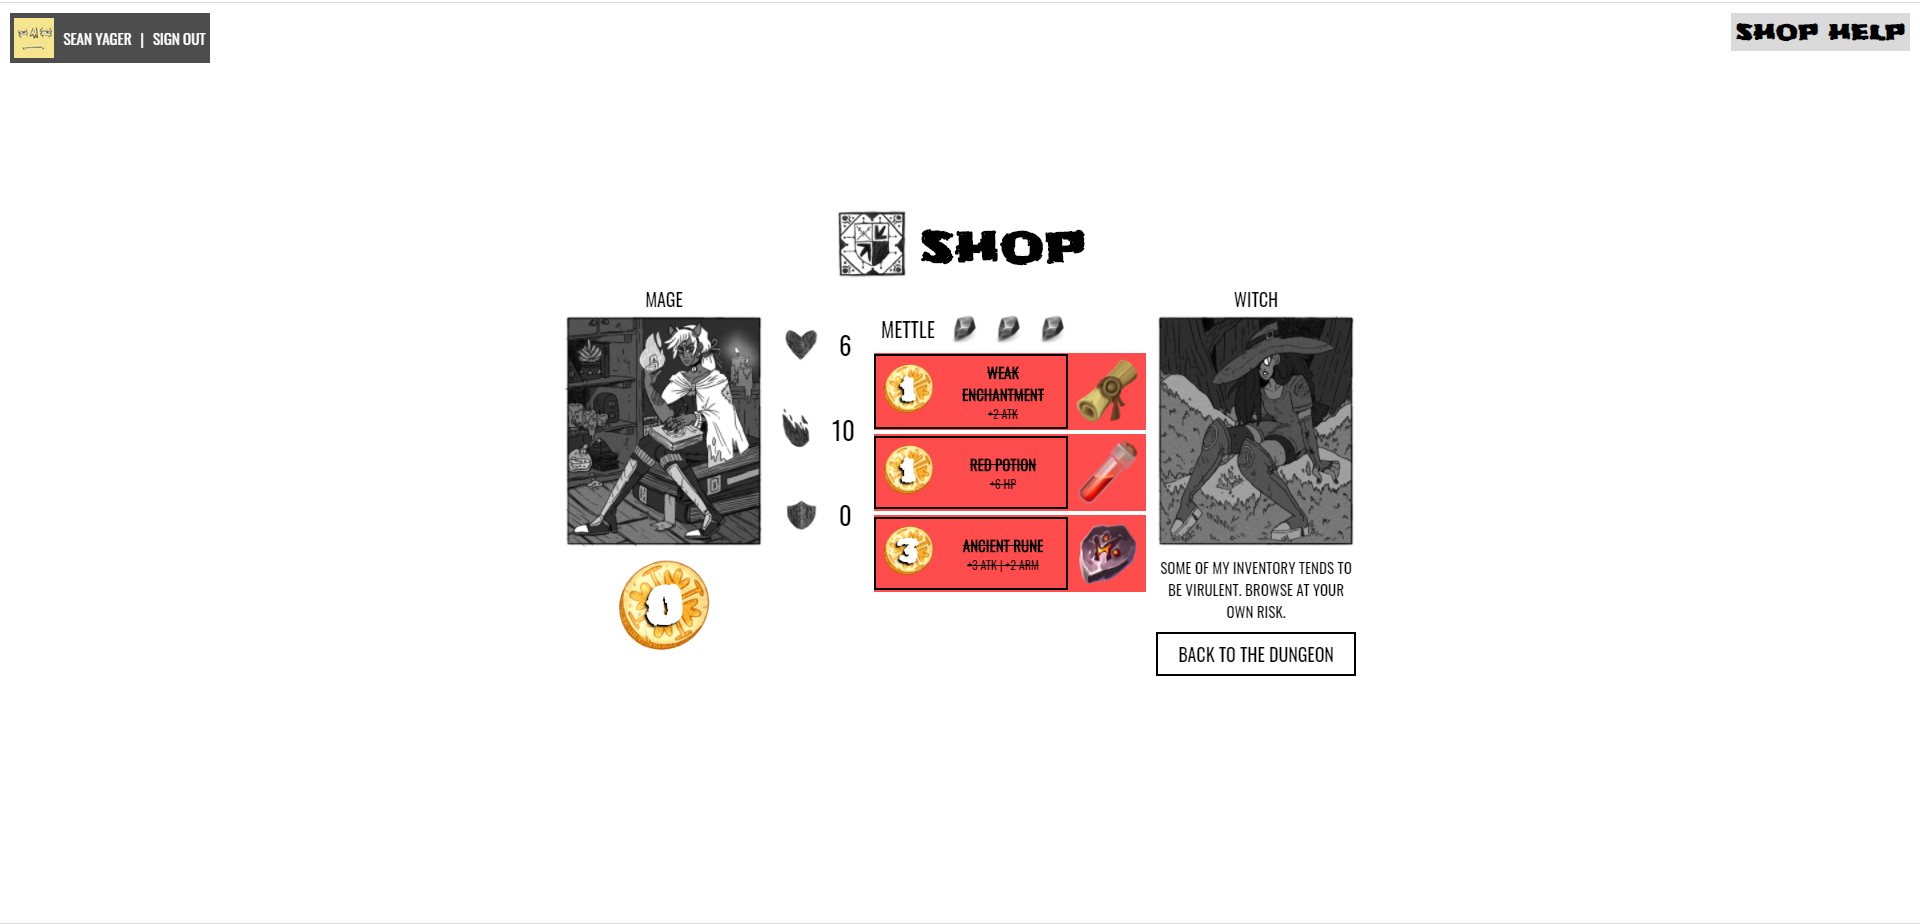 SEAN YAGER | SIGN OUT
SHOP HELP
SHOP
MAGE
6
10
0
0
METTLE
1
WEAK
ENCHANTMENT
+2 ATK
1
RED POTION
+6 HP
3
ANCIENT RUNE
+3 ATK | +2 ARM
WITCH
SOME OF MY INVENTORY TENDS TO
BE VIRULENT. BROWSE AT YOUR
OWN RISK.
BACK TO THE DUNGEON